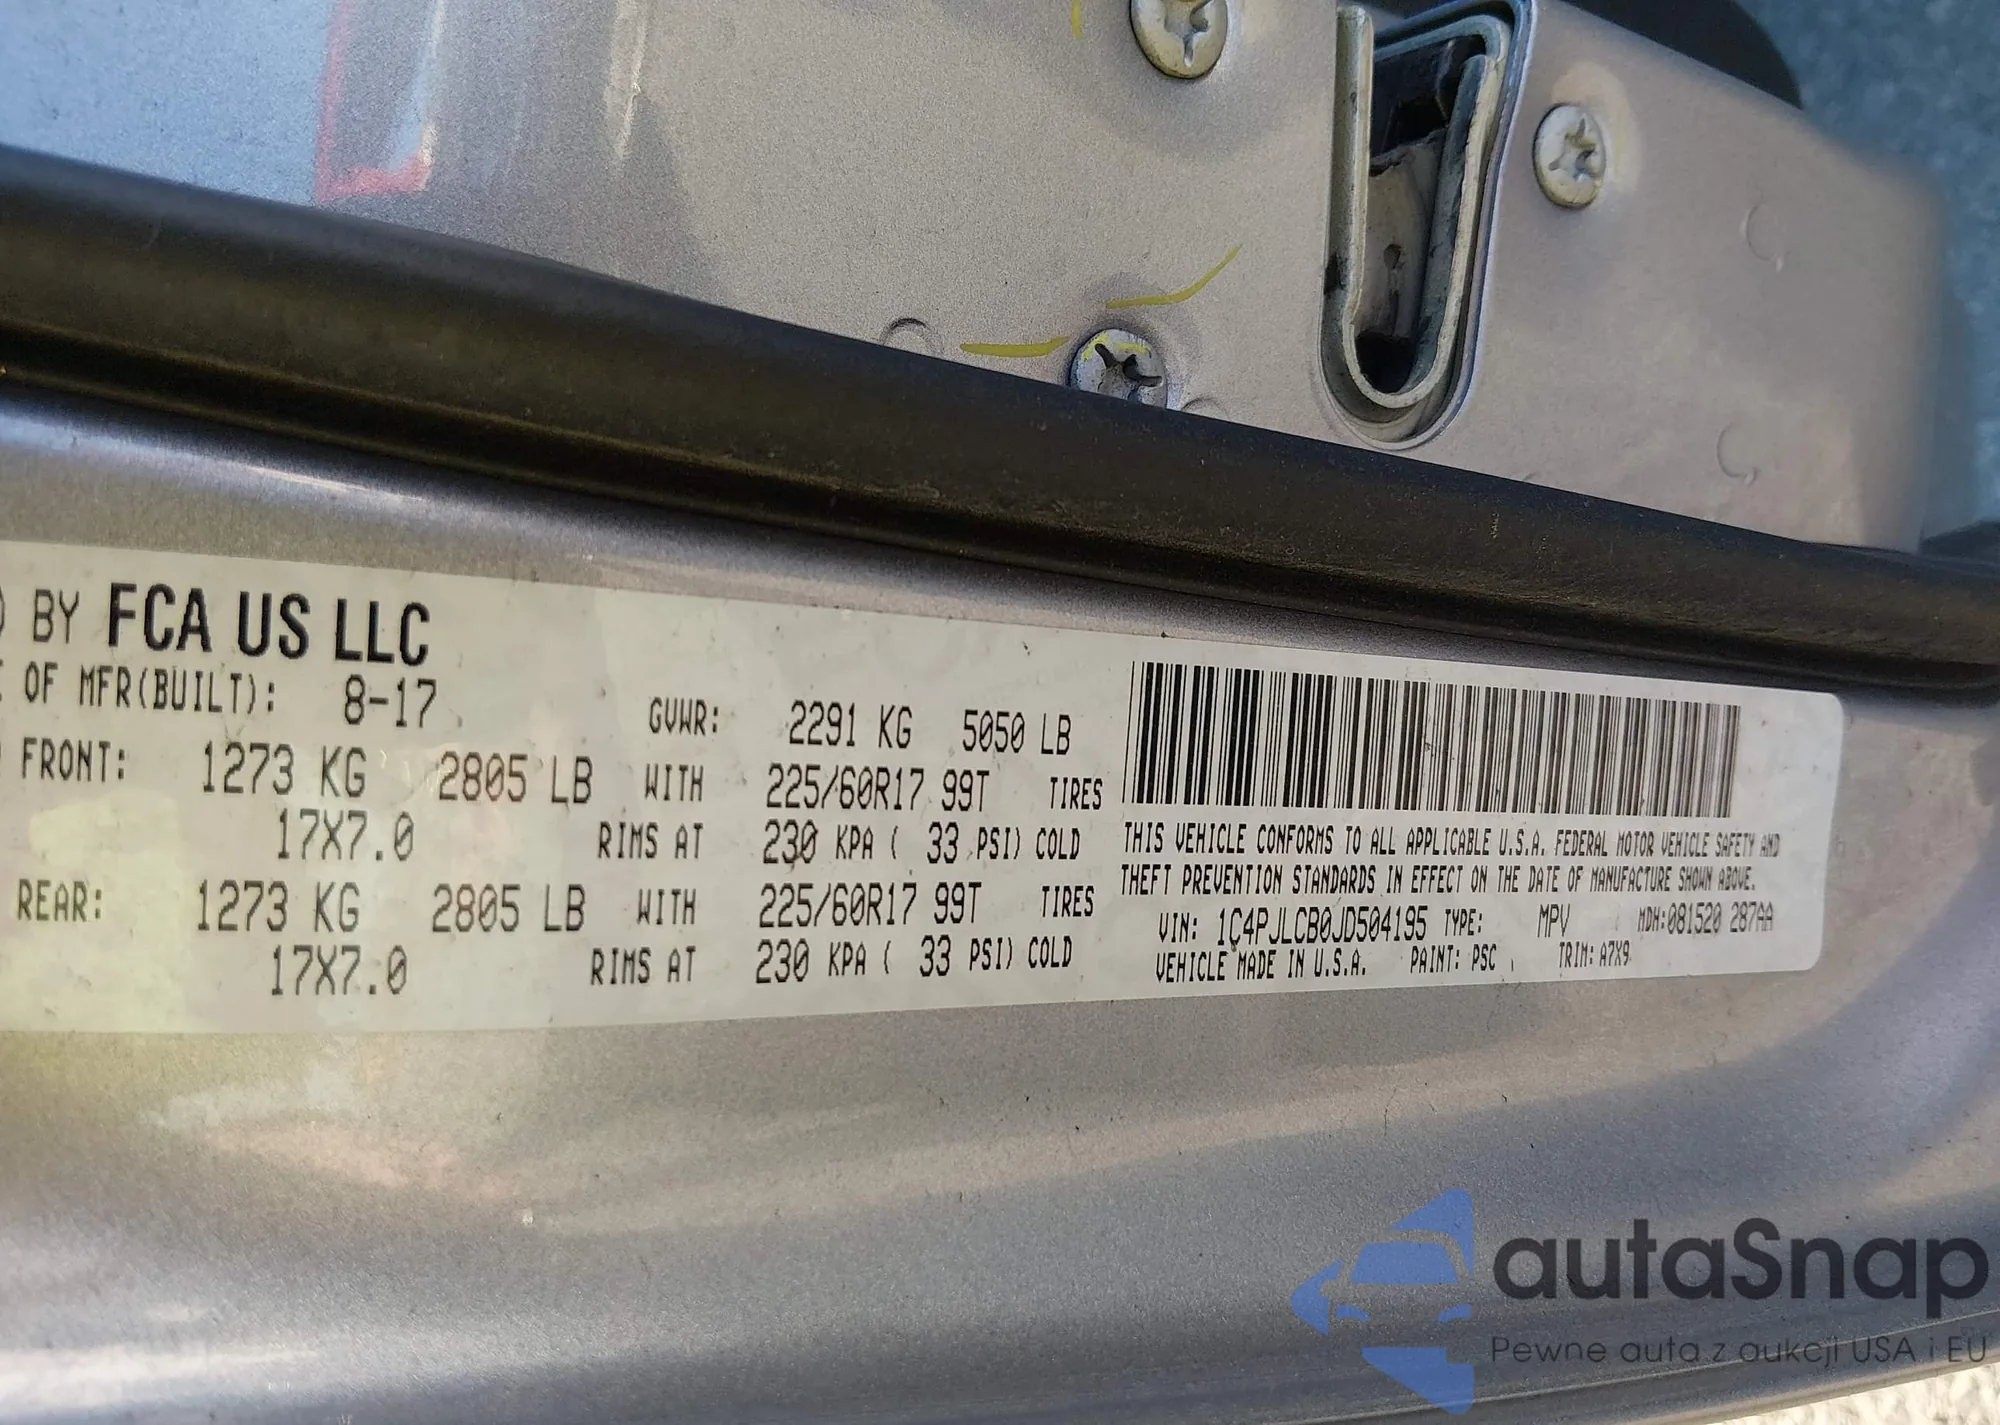 BY FCA US LLC
OF MFR(BUILT): 8-17
GVWR: 2291 KG 5050 LB
FRONT: 1273 KG 2805 LB WITH 225/60R17 99T TIRES
17X7.0 RIMS AT 230 KPA ( 33 PSI) COLD
REAR: 1273 KG 2805 LB WITH 225/60R17 99T TIRES
17X7.0 RIMS AT 230 KPA ( 33 PSI) COLD
THIS VEHICLE CONFORMS TO ALL APPLICABLE U.S.A. FEDERAL MOTOR VEHICLE SAFETY AND
THEFT PREVENTION STANDARDS IN EFFECT ON THE DATE OF MANUFACTURE SHOWN ABOVE.
VIN: 1C4PJLCB0JD504195 TYPE: MPV MDH:081520 287AA
VEHICLE MADE IN U.S.A. PAINT: PSC TRIM: A7X9
autaSnap
Pewne auta z aukcji USA i EU